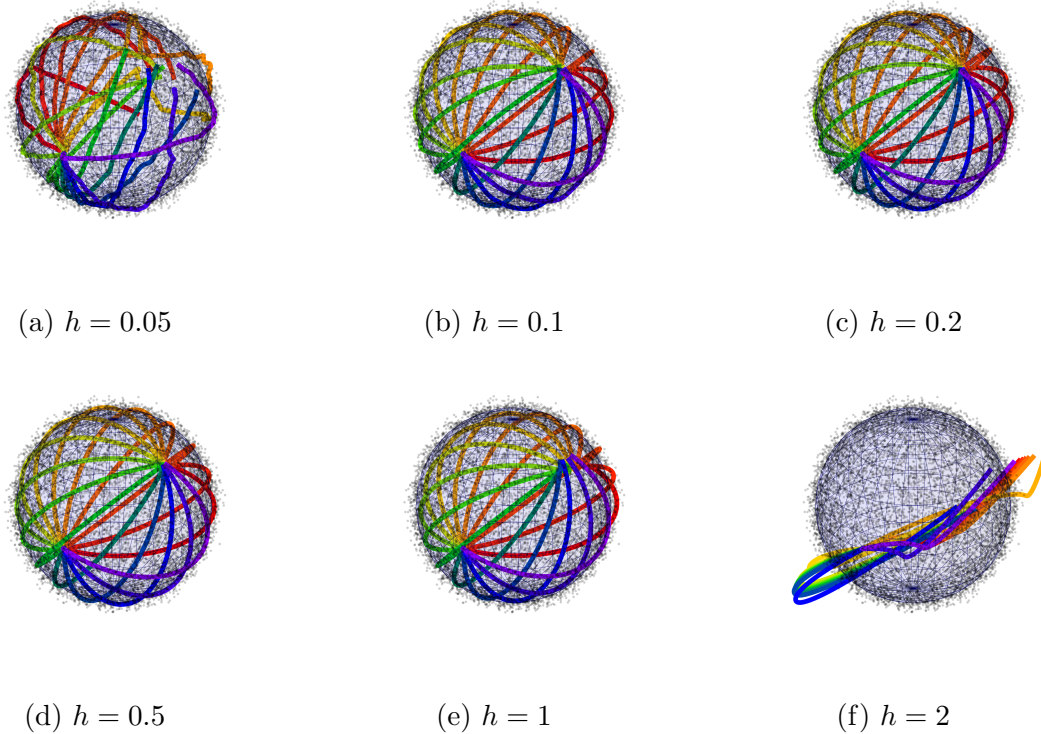 (a) h = 0.05
(b) h = 0.1
(c) h = 0.2
(d) h = 0.5
(e) h = 1
(f) h = 2